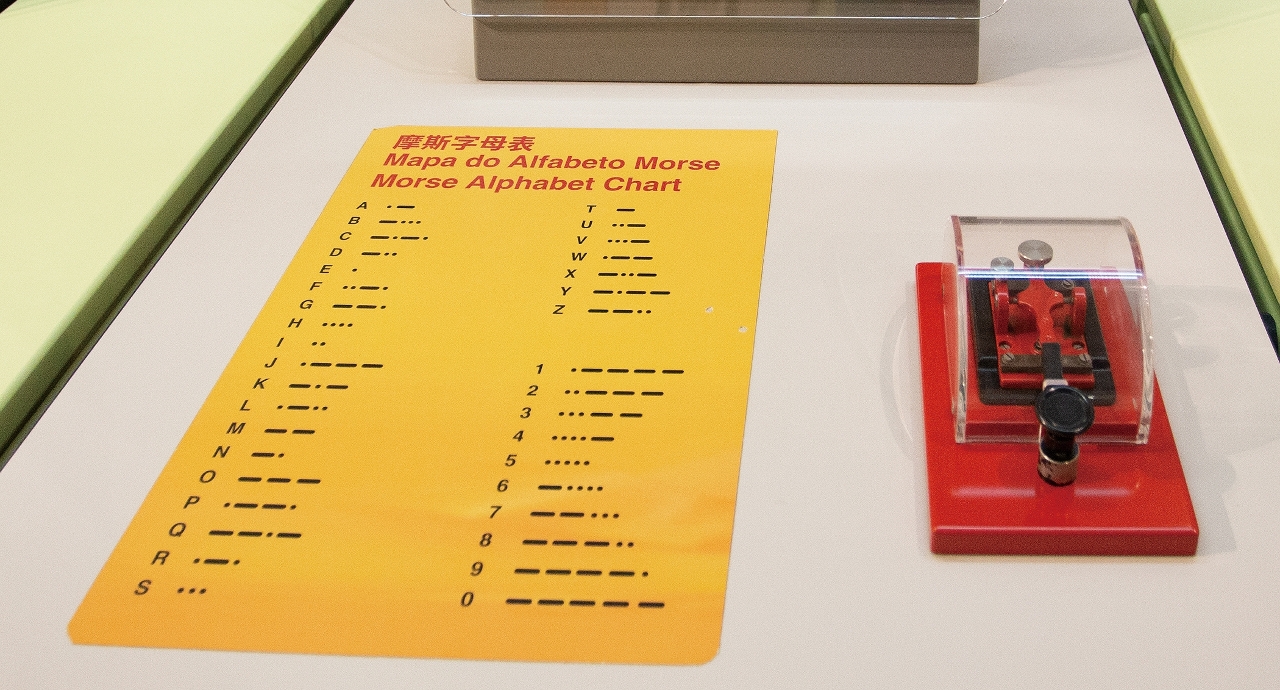 摩斯字母表
Mapa do Alfabeto Morse
Morse Alphabet Chart
A ·—
B —···
C —·—·
D —··
E ·
F ··—·
G ——·
H ····
I ··
J ·———
K —·—
L ·—··
M ——
N —·
O ———
P ·——·
Q ——·—
R ·—·
S ···
T —
U ··—
V ···—
W ·——
X —··—
Y —·——
Z ——··
1 ·————
2 ··———
3 ···——
4 ····—
5 ·····
6 —····
7 ——···
8 ———··
9 ————·
0 —————